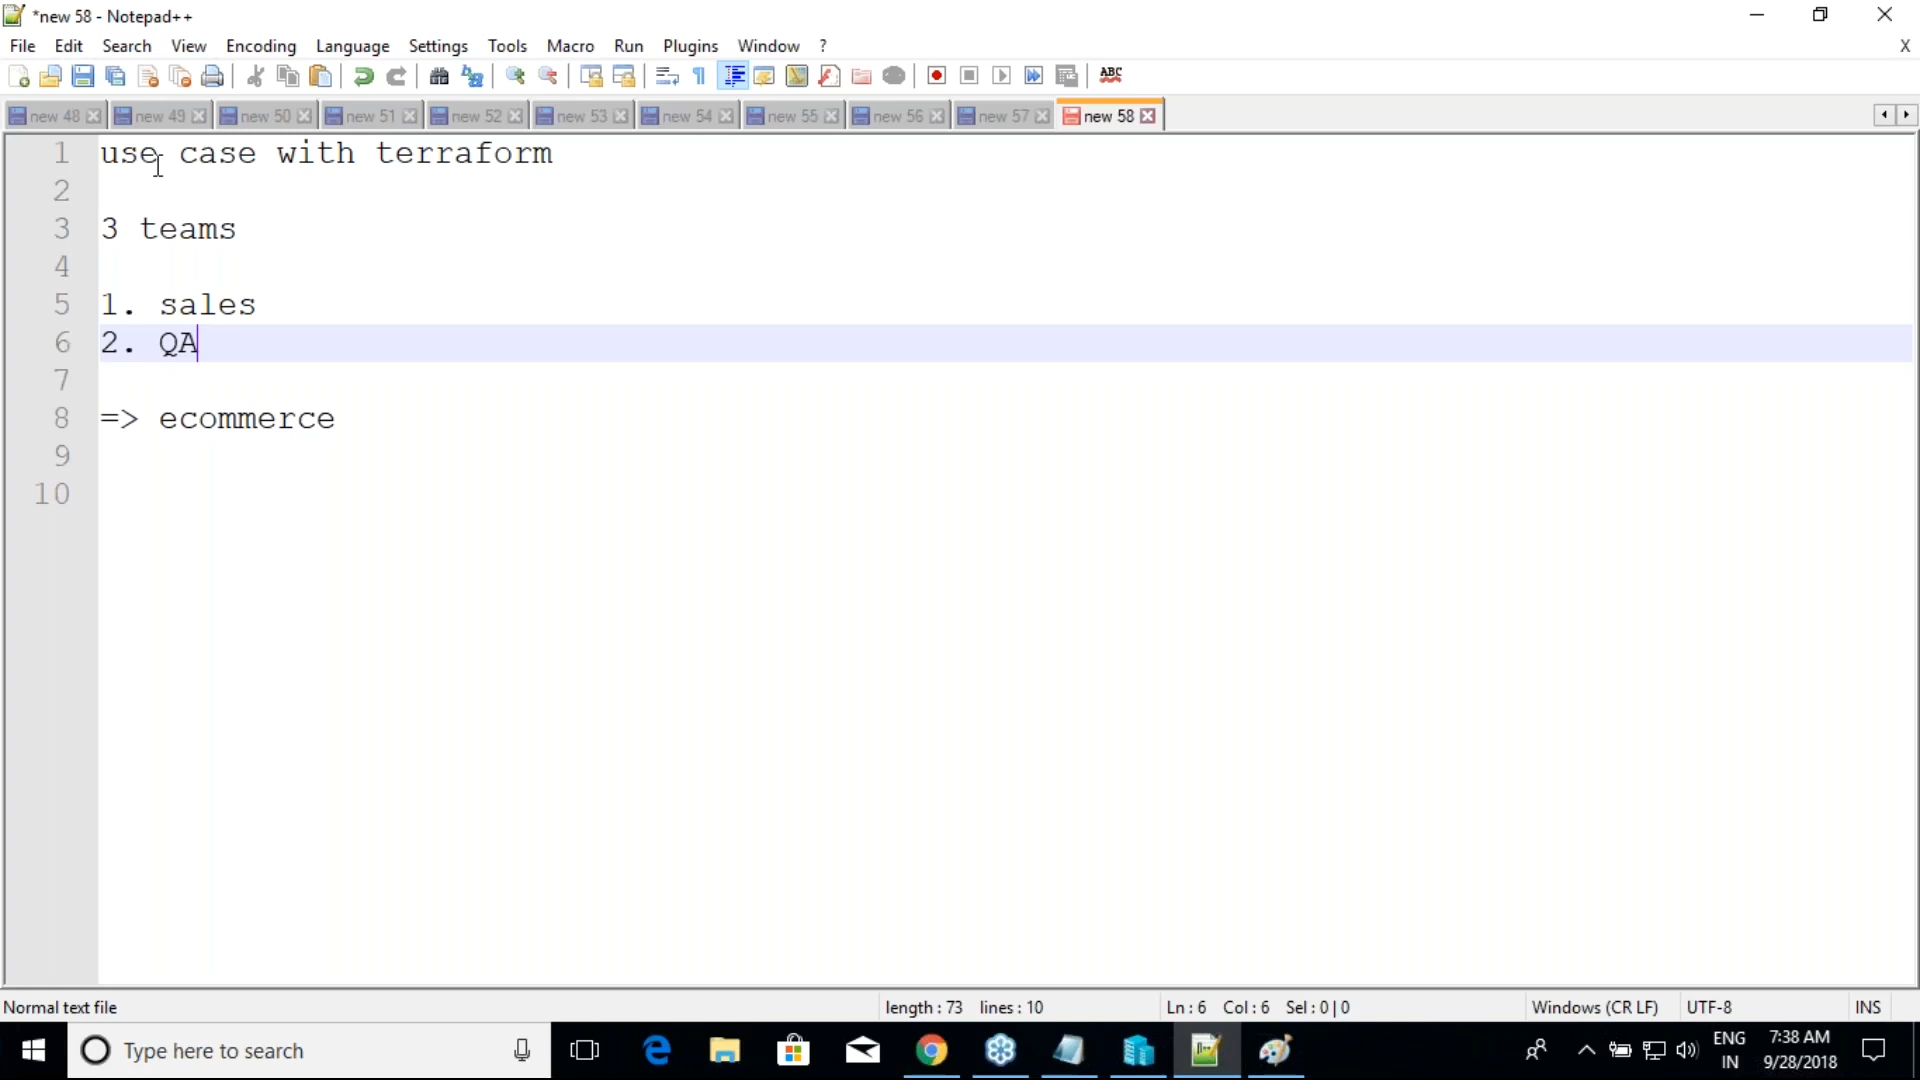 *new 58 - Notepad++
File Edit Search View Encoding Language Settings Tools Macro Run Plugins Window ? X
ABC
new 48 new 49 new 50 new 51 new 52 new 53 new 54 new 55 new 56 new 57 new 58
1 use case with terraform
2
3 3 teams
4
5 1. sales
6 2. QA
7
8 => ecommerce
9
10
Normal text file length : 73 lines : 10 Ln : 6 Col : 6 Sel : 0 | 0 Windows (CR LF) UTF-8 INS
Type here to search
ENG 7:38 AM
IN 9/28/2018